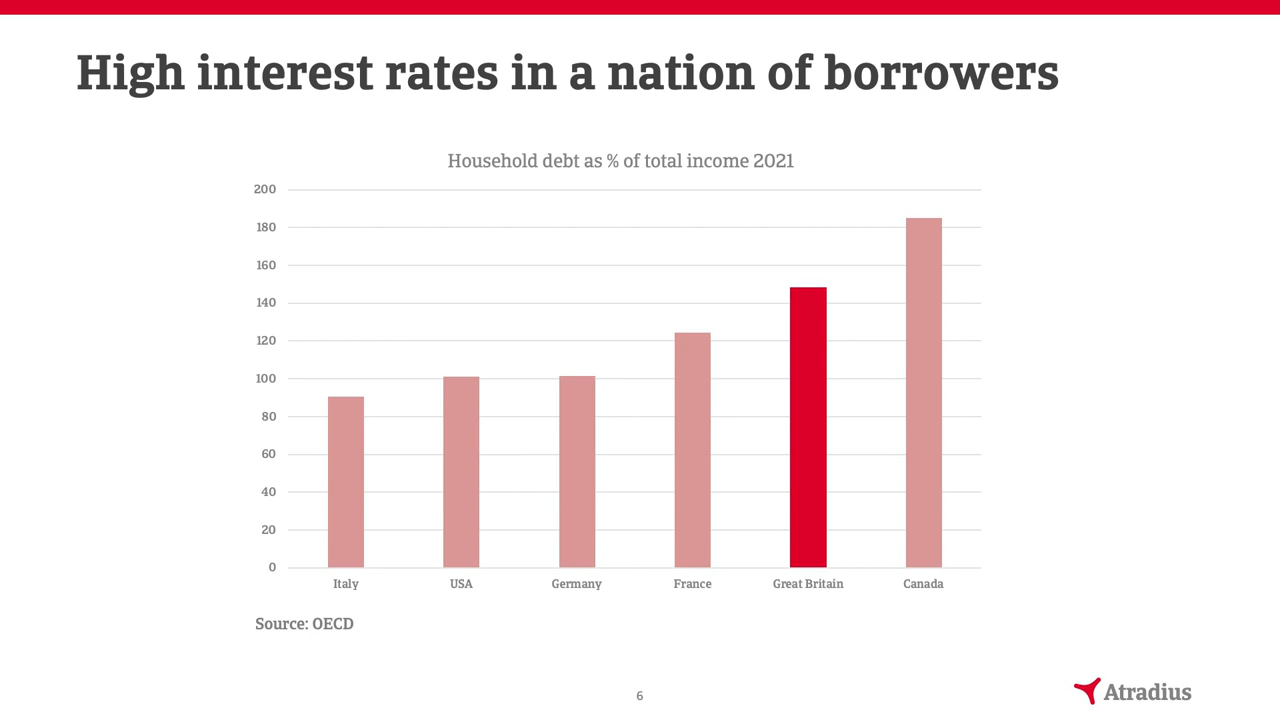 High interest rates in a nation of borrowers
Household debt as % of total income 2021
200
180
160
140
120
100
80
60
40
20
0
Italy USA Germany France Great Britain Canada
Source: OECD
6
Atradius